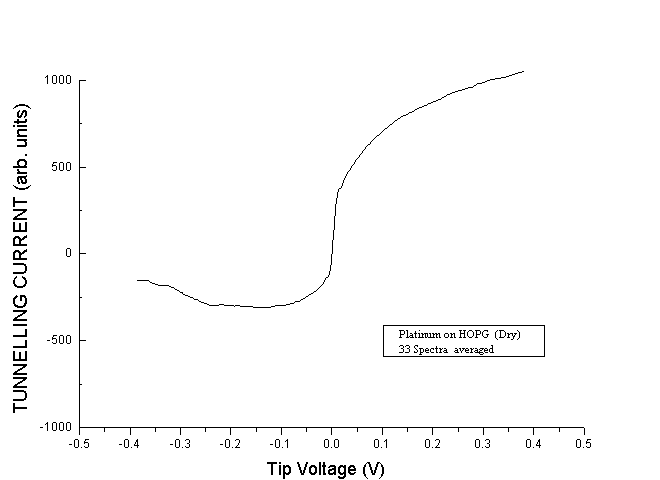 1000
500
0
-500
-1000
TUNNELLING CURRENT (arb. units)
Platinum on HOPG (Dry)
33 Spectra averaged
-0.5 -0.4 -0.3 -0.2 -0.1 0.0 0.1 0.2 0.3 0.4 0.5
Tip Voltage (V)